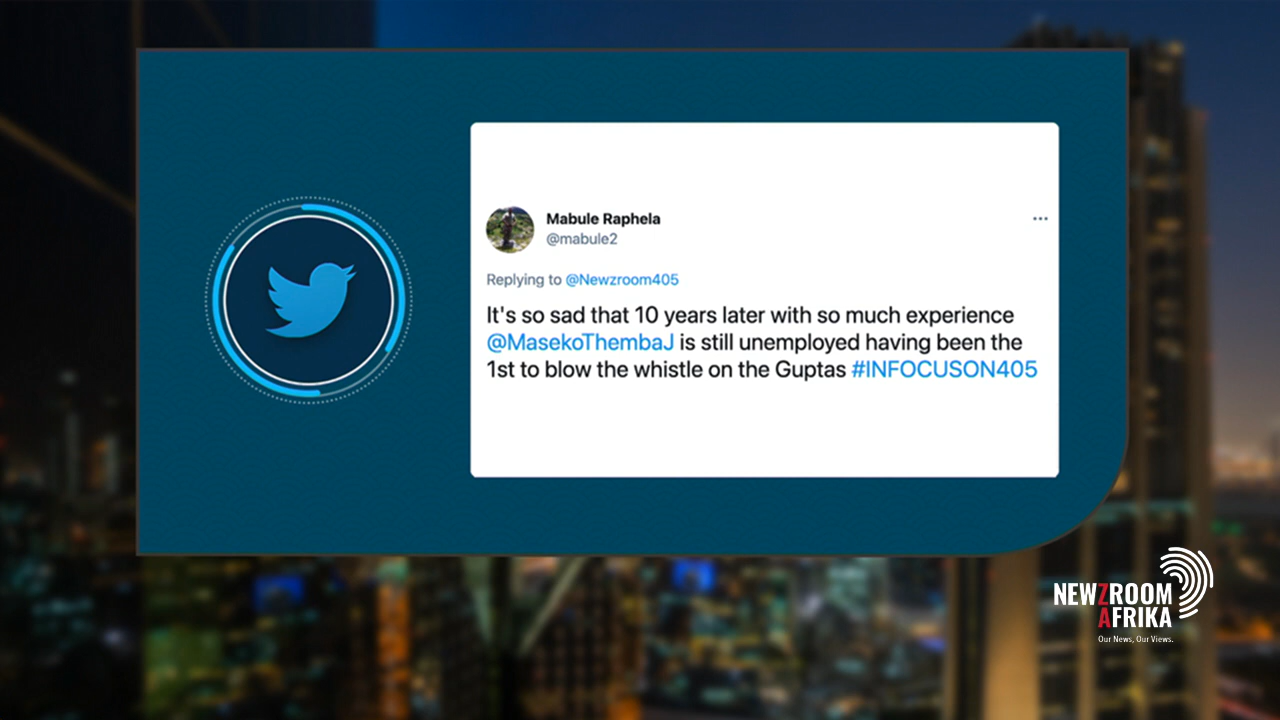 Mabule Raphela
@mabule2
Replying to @Newzroom405
It's so sad that 10 years later with so much experience
@MasekoThembaJ is still unemployed having been the
1st to blow the whistle on the Guptas #INFOCUSON405
NEWZROOM
AFRIKA
Our News, Our Views.